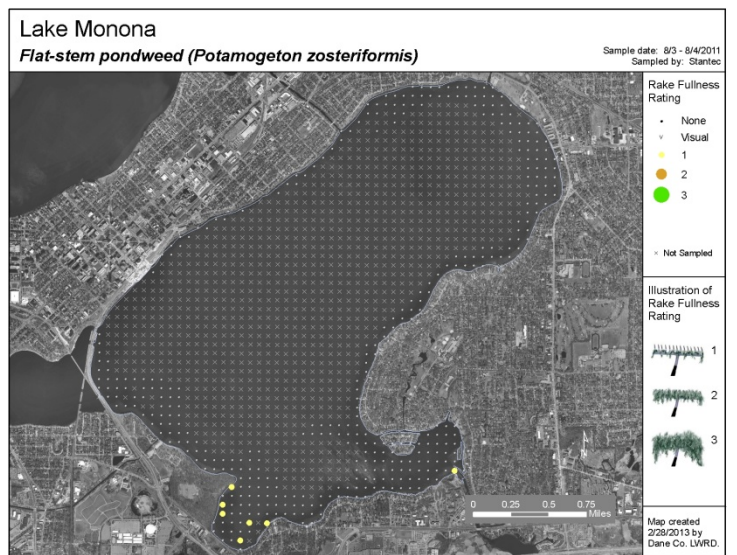 Lake Monona
Flat-stem pondweed (Potamogeton zosteriformis)
Sample date: 8/3 - 8/4/2011
Sampled by: Stantec
Rake Fullness
Rating
None
Visual
1
2
3
× Not Sampled
Illustration of
Rake Fullness
Rating
1
2
3
0 0.25 0.5 0.75
Miles
Map created
2/28/2013 by
Dane Co. LWRD.